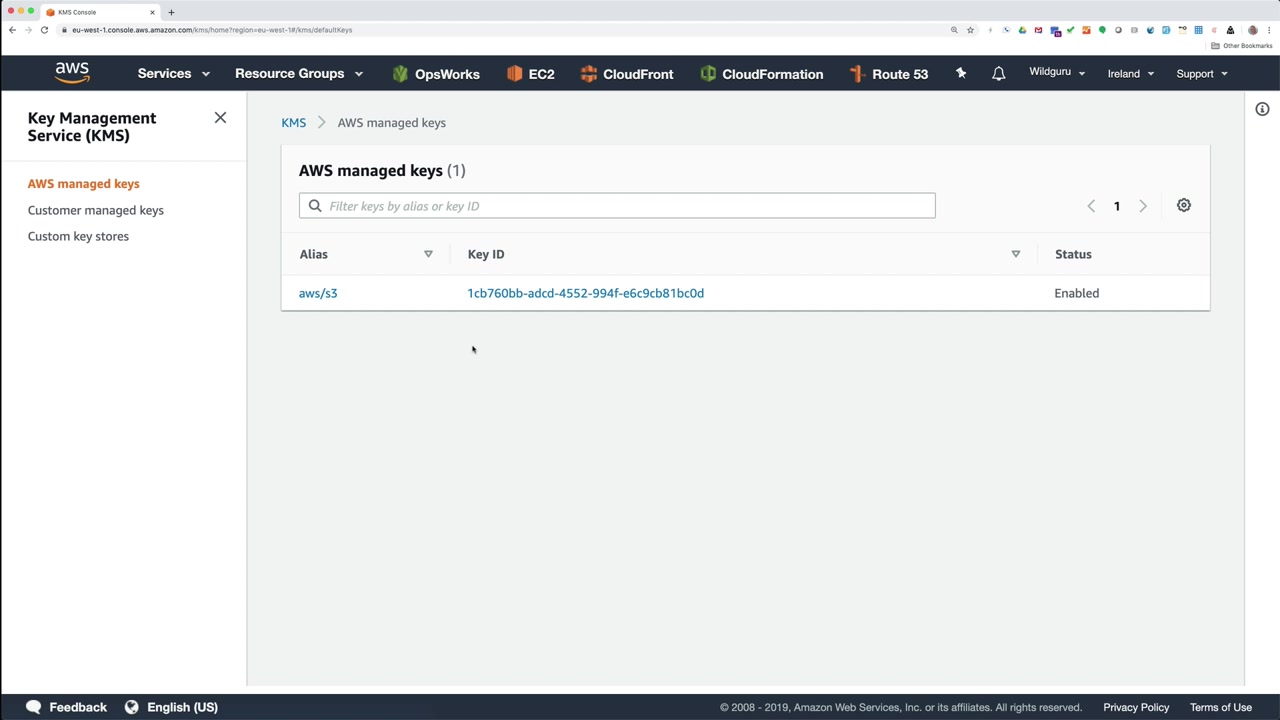 KMS Console
eu-west-1.console.aws.amazon.com/kms/home?region=eu-west-1#/kms/defaultKeys
Other Bookmarks
aws
Services
Resource Groups
OpsWorks
EC2
CloudFront
CloudFormation
Route 53
Wildguru
Ireland
Support
Key Management
Service (KMS)
AWS managed keys
Customer managed keys
Custom key stores
KMS
AWS managed keys
AWS managed keys (1)
Filter keys by alias or key ID
1
Alias
Key ID
Status
aws/s3
1cb760bb-adcd-4552-994f-e6c9cb81bc0d
Enabled
Feedback
English (US)
© 2008 - 2019, Amazon Web Services, Inc. or its affiliates. All rights reserved.
Privacy Policy
Terms of Use